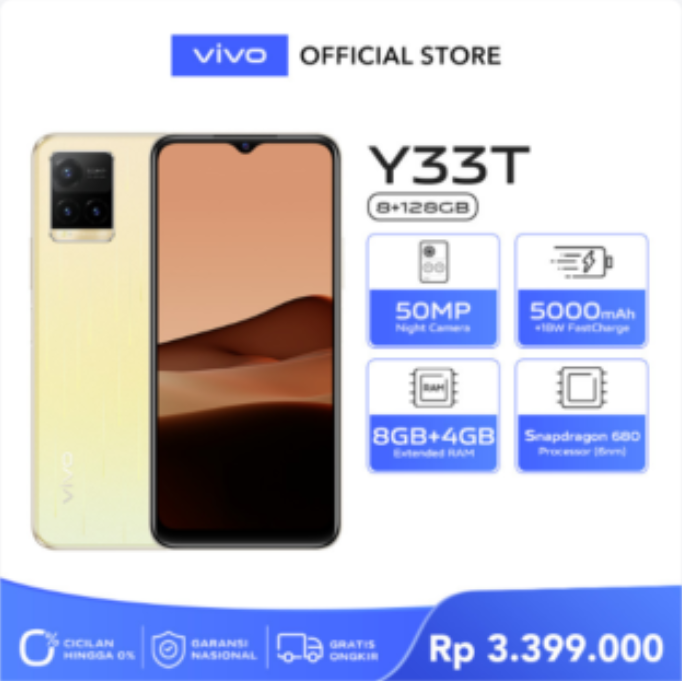 vivo OFFICIAL STORE
Y33T
8+128GB
50MP
Night Camera
5000mAh
+18W FastCharge
RAM
8GB+4GB
Extended RAM
Snapdragon 680
Processor (6nm)
vivo
0% CICILAN
HINGGA 0%
GARANSI
NASIONAL
GRATIS
ONGKIR
Rp 3.399.000